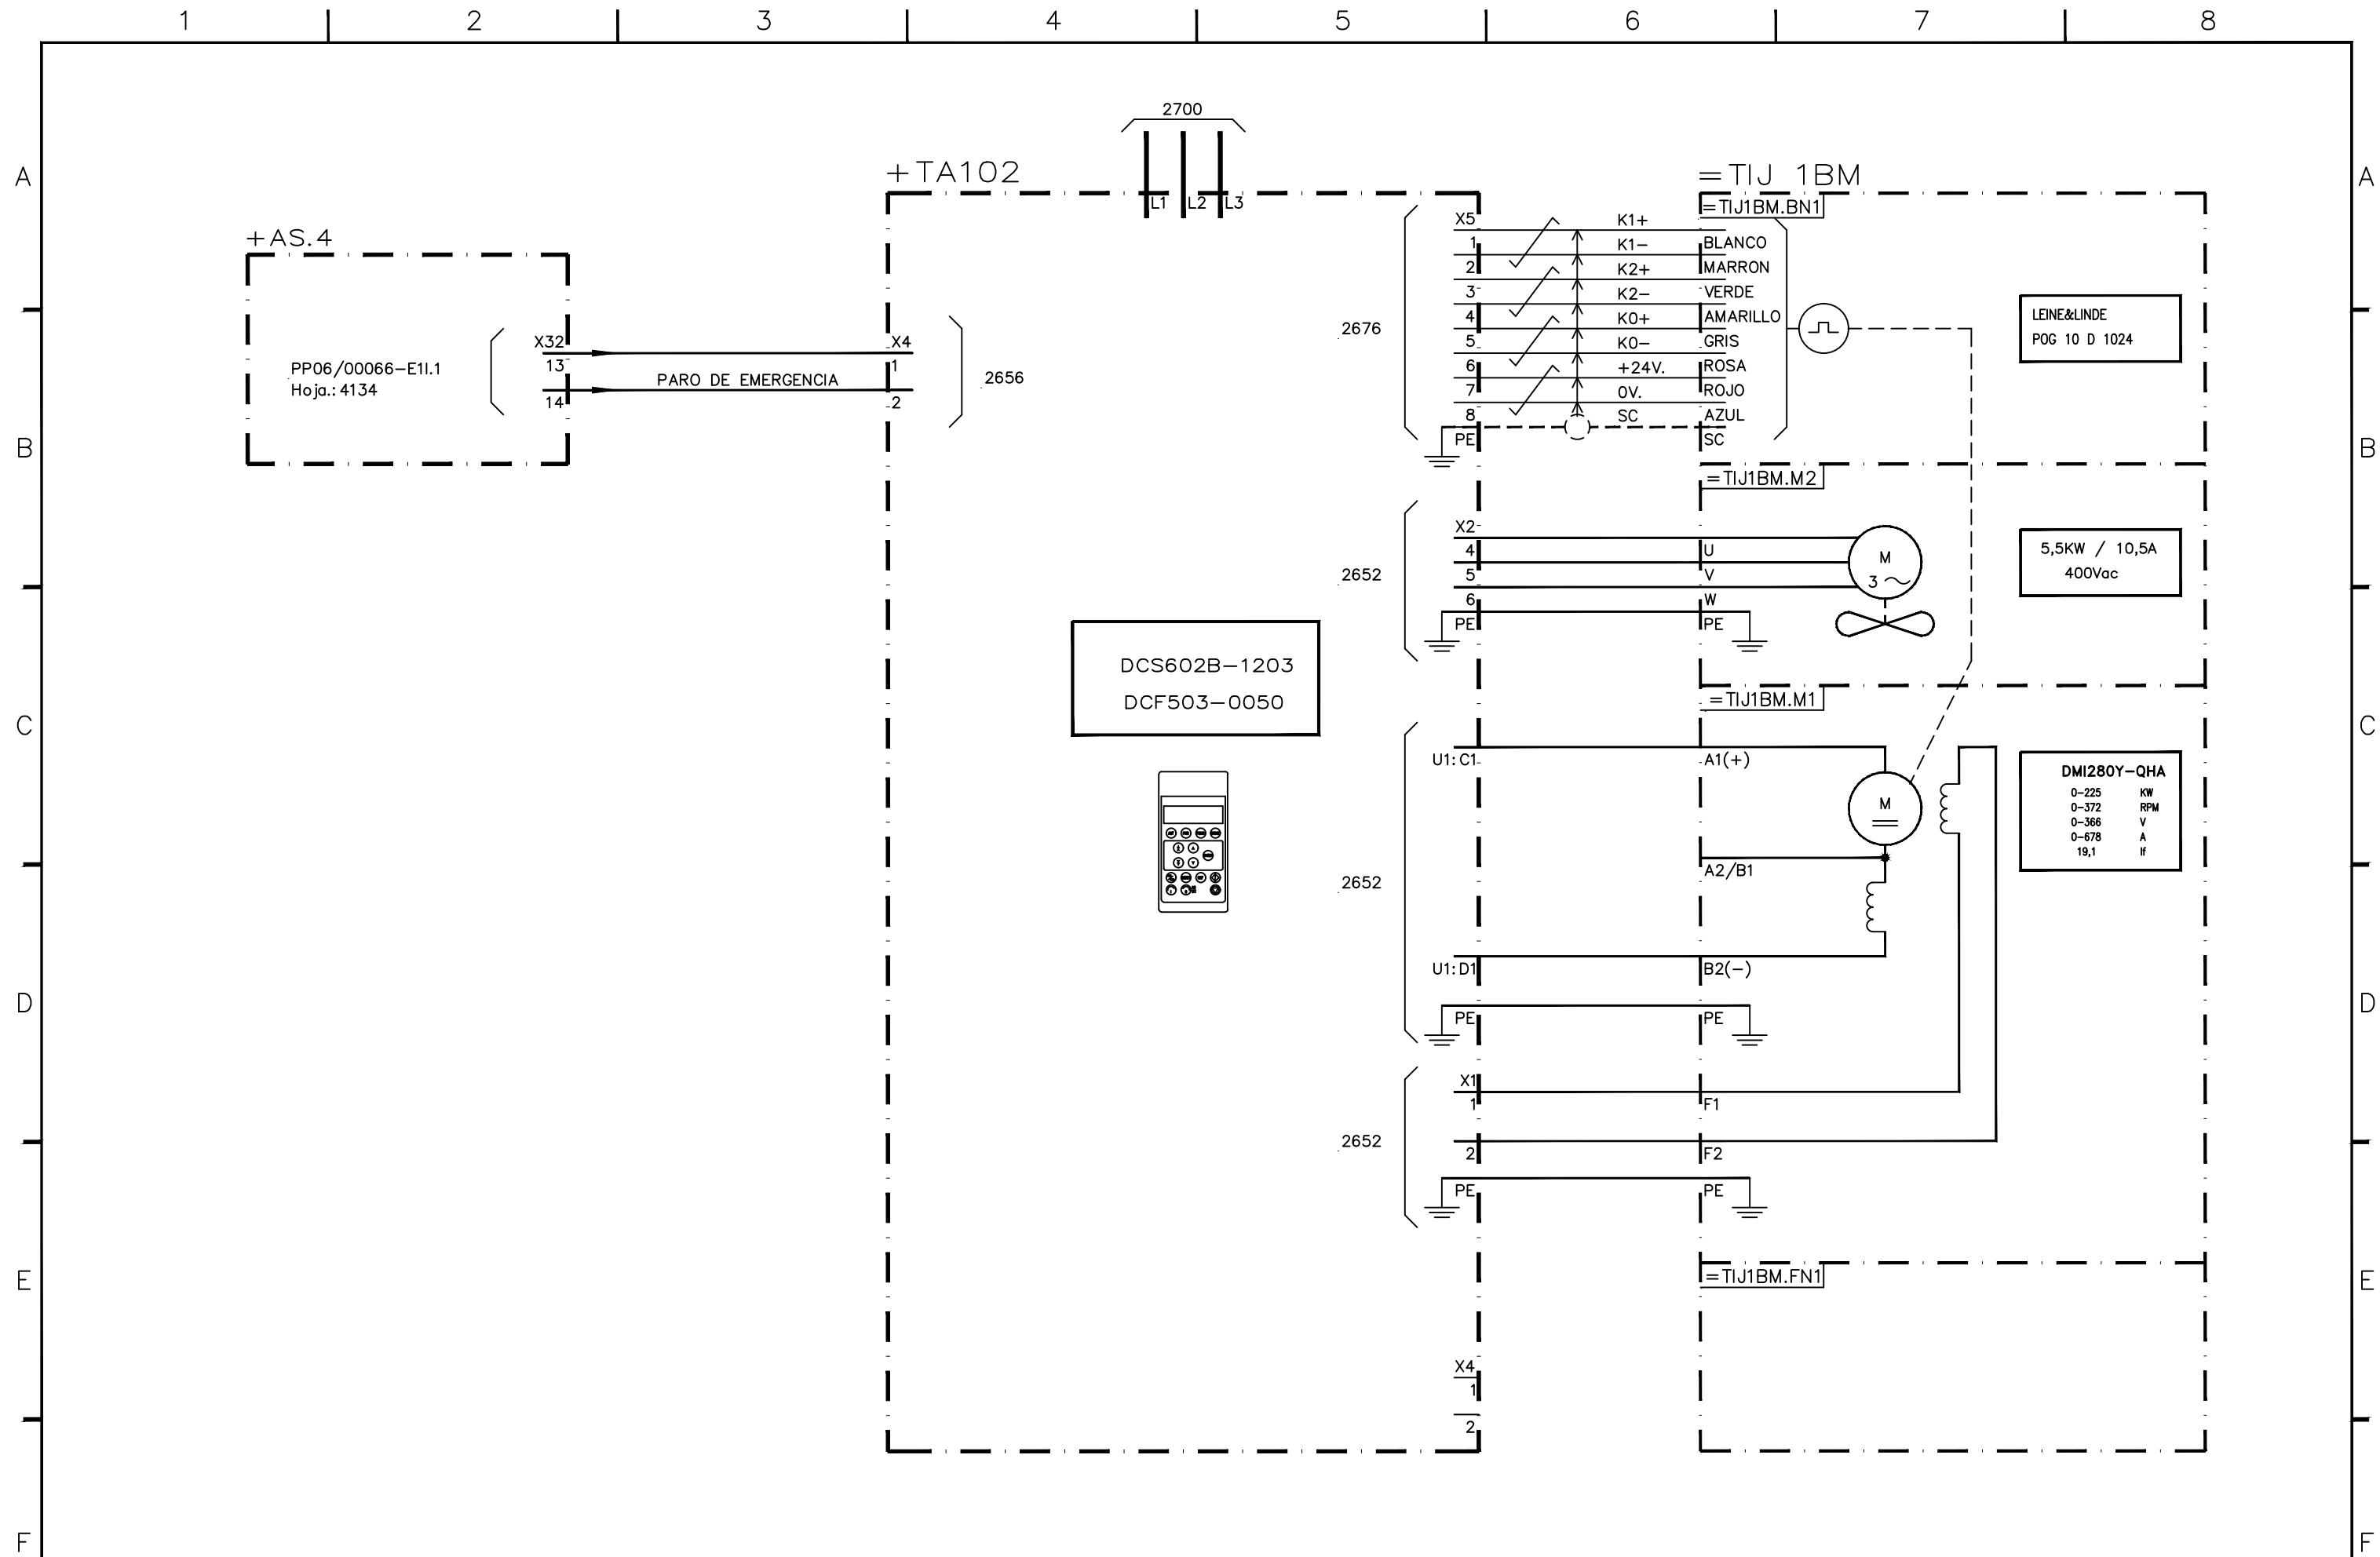 1 2 3 4 5 6 7 8
A A
B B
C C
D D
E E
F F
2700
L1 L2 L3
+AS.4
PP06/00066-E1I.1
Hoja.: 4134
X32
13
14
PARO DE EMERGENCIA
+TA102
X4
1
2
2656
DCS602B-1203
DCF503-0050
2676
X5
1
2
3
4
5
6
7
8
PE
K1+
K1-
K2+
K2-
K0+
K0-
+24V.
0V.
SC
=TIJ 1BM
=TIJ1BM.BN1
BLANCO
MARRON
VERDE
AMARILLO
GRIS
ROSA
ROJO
AZUL
SC
LEINE&LINDE
POG 10 D 1024
2652
X2
4
5
6
PE
=TIJ1BM.M2
U
V
W
PE
M
3
5,5KW / 10,5A
400Vac
2652
U1:C1
U1:D1
PE
=TIJ1BM.M1
A1(+)
A2/B1
B2(-)
PE
M
DMI280Y-QHA
0-225 KW
0-372 RPM
0-366 V
0-678 A
19,1 If
2652
X1
1
2
PE
F1
F2
PE
=TIJ1BM.FN1
X4
1
2